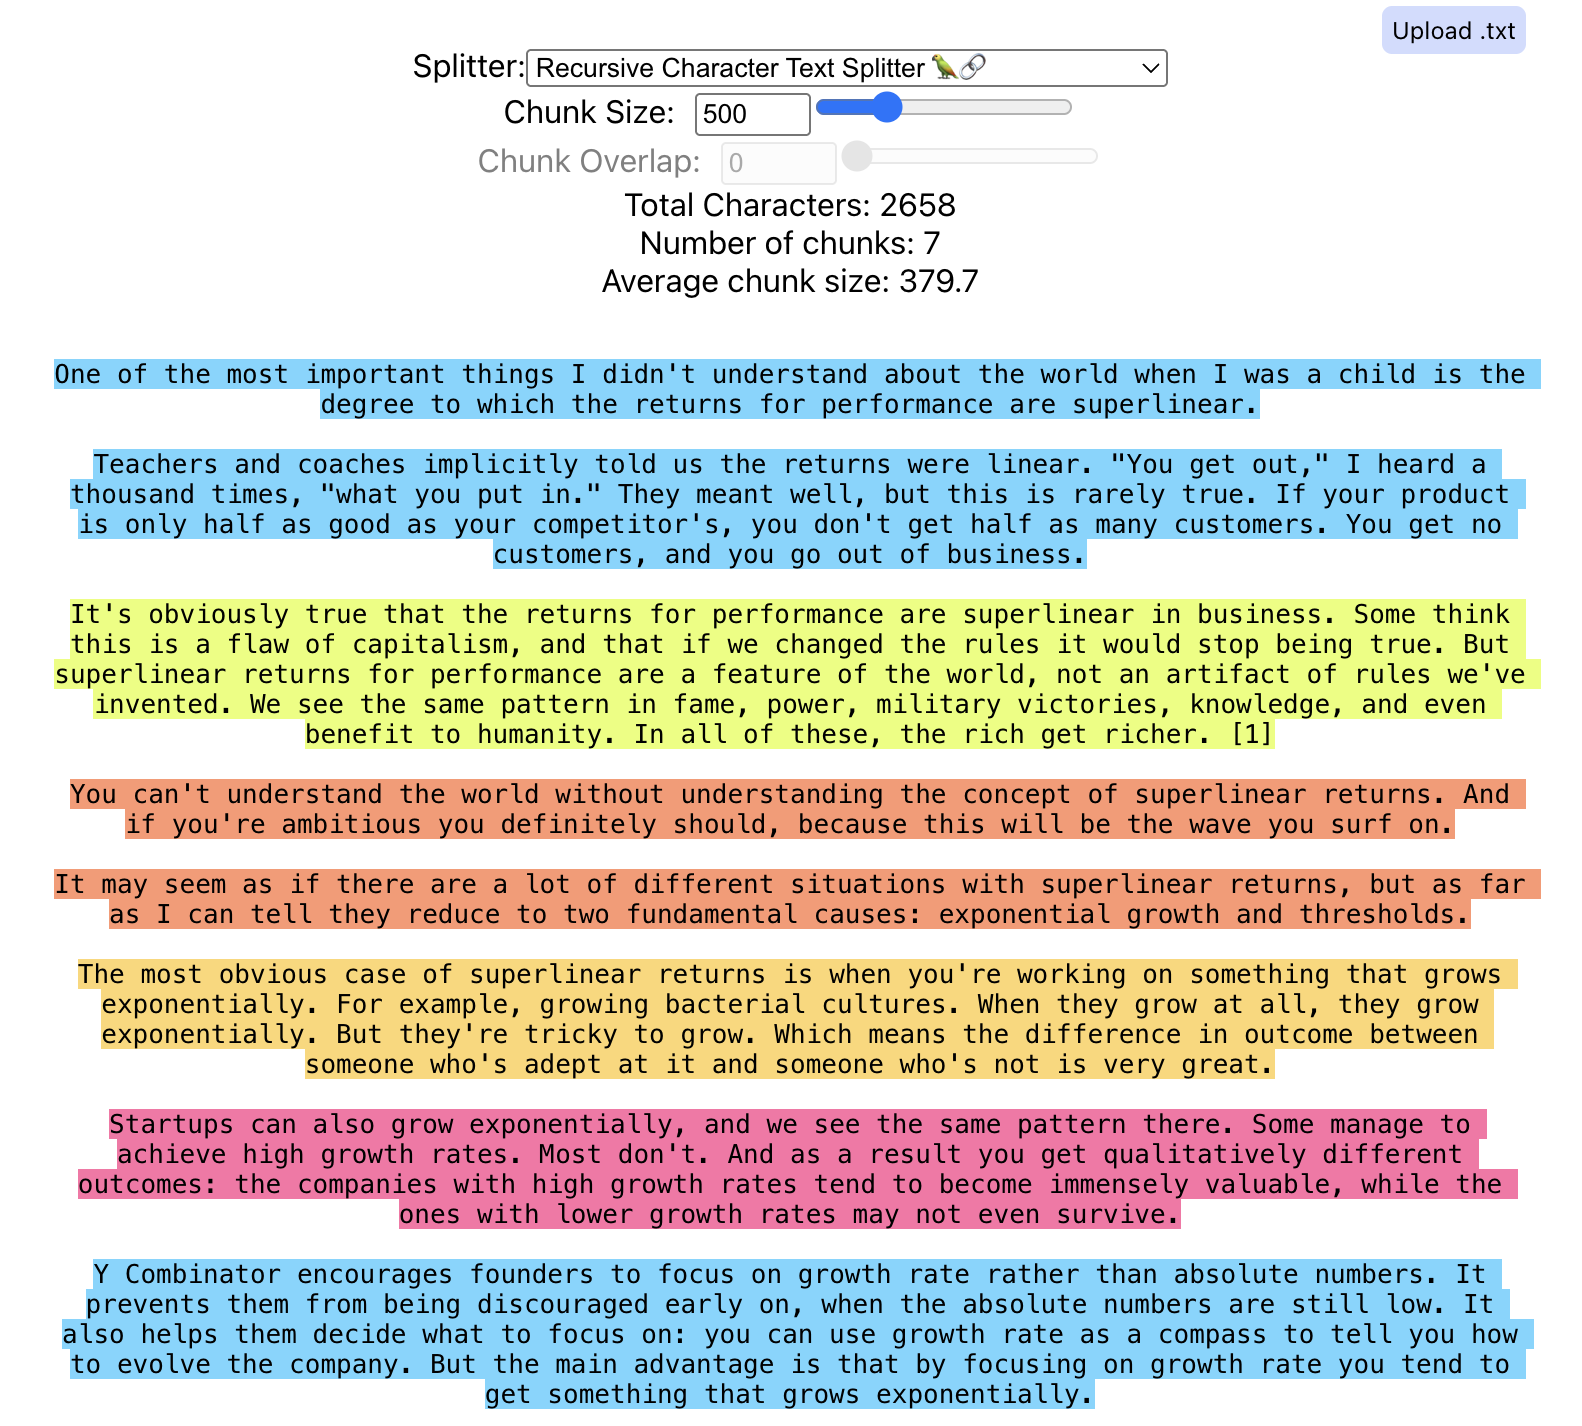 Upload .txt
Splitter: Recursive Character Text Splitter 🦜🔗
Chunk Size: 500
Chunk Overlap: 0
Total Characters: 2658
Number of chunks: 7
Average chunk size: 379.7
One of the most important things I didn't understand about the world when I was a child is the
degree to which the returns for performance are superlinear.
Teachers and coaches implicitly told us the returns were linear. "You get out," I heard a
thousand times, "what you put in." They meant well, but this is rarely true. If your product
is only half as good as your competitor's, you don't get half as many customers. You get no
customers, and you go out of business.
It's obviously true that the returns for performance are superlinear in business. Some think
this is a flaw of capitalism, and that if we changed the rules it would stop being true. But
superlinear returns for performance are a feature of the world, not an artifact of rules we've
invented. We see the same pattern in fame, power, military victories, knowledge, and even
benefit to humanity. In all of these, the rich get richer. [1]
You can't understand the world without understanding the concept of superlinear returns. And
if you're ambitious you definitely should, because this will be the wave you surf on.
It may seem as if there are a lot of different situations with superlinear returns, but as far
as I can tell they reduce to two fundamental causes: exponential growth and thresholds.
The most obvious case of superlinear returns is when you're working on something that grows
exponentially. For example, growing bacterial cultures. When they grow at all, they grow
exponentially. But they're tricky to grow. Which means the difference in outcome between
someone who's adept at it and someone who's not is very great.
Startups can also grow exponentially, and we see the same pattern there. Some manage to
achieve high growth rates. Most don't. And as a result you get qualitatively different
outcomes: the companies with high growth rates tend to become immensely valuable, while the
ones with lower growth rates may not even survive.
Y Combinator encourages founders to focus on growth rate rather than absolute numbers. It
prevents them from being discouraged early on, when the absolute numbers are still low. It
also helps them decide what to focus on: you can use growth rate as a compass to tell you how
to evolve the company. But the main advantage is that by focusing on growth rate you tend to
get something that grows exponentially.